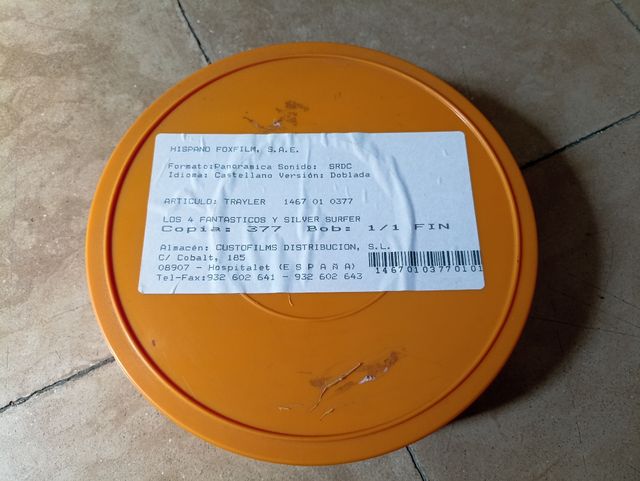 HISPANO FOXFILM, S.A.E.
Formato:Panoramica Sonido: SRDC
Idioma: Castellano Versión: Doblada
ARTICULO: TRAYLER 1467 01 0377
LOS 4 FANTASTICOS Y SILVER SURFER
Copia: 377 Bob: 1/1 FIN
Almacén: CUSTOFILMS DISTRIBUCION, S.L.
C/ Cobalt, 185
08907 - Hospitalet (E S P A Ñ A)
Tel-Fax:932 602 641 - 932 602 643
14670103770101